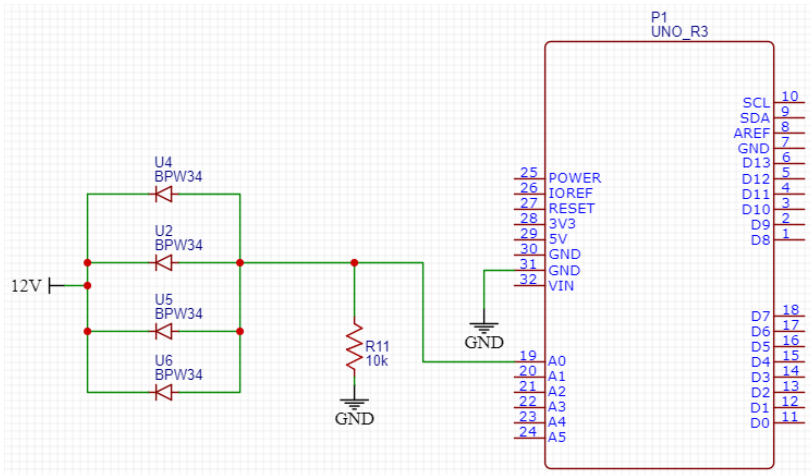 P1
UNO_R3
SCL 10
SDA 9
AREF 8
GND 7
D13 6
D12 5
D11 4
D10 3
D9 2
D8 1
25 POWER
26 IOREF
27 RESET
28 3V3
29 5V
30 GND
31 GND
32 VIN
U4
BPW34
U2
BPW34
12V
U5
BPW34
U6
BPW34
R11
10k
GND
GND
D7 18
D6 17
D5 16
D4 15
D3 14
D2 13
D1 12
D0 11
19 A0
20 A1
21 A2
22 A3
23 A4
24 A5